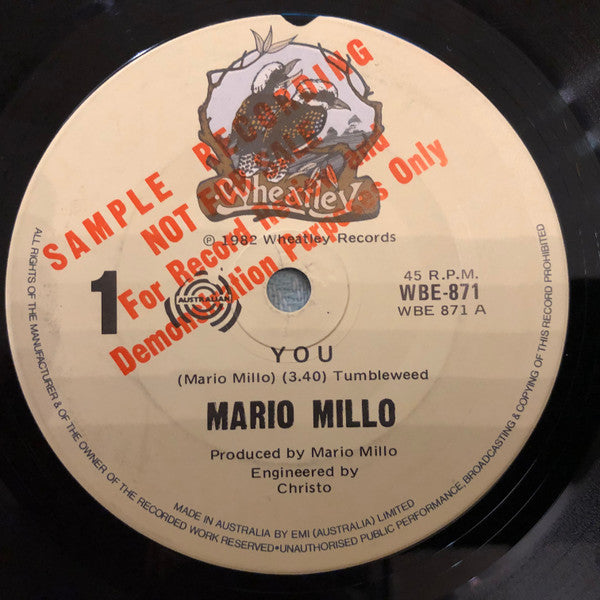 SAMPLE RECORDING
NOT FOR SALE
For Record Review and
Demonstration Purposes Only
Wheatley
℗ 1982 Wheatley Records
1
AUSTRALIAN
45 R.P.M.
WBE-871
WBE 871 A
YOU
(Mario Millo) (3.40) Tumbleweed
MARIO MILLO
Produced by Mario Millo
Engineered by
Christo
MADE IN AUSTRALIA BY EMI (AUSTRALIA) LIMITED
ALL RIGHTS OF THE MANUFACTURER & OF THE OWNER OF THE RECORDED WORK RESERVED•UNAUTHORISED PUBLIC PERFORMANCE, BROADCASTING & COPYING OF THIS RECORD PROHIBITED